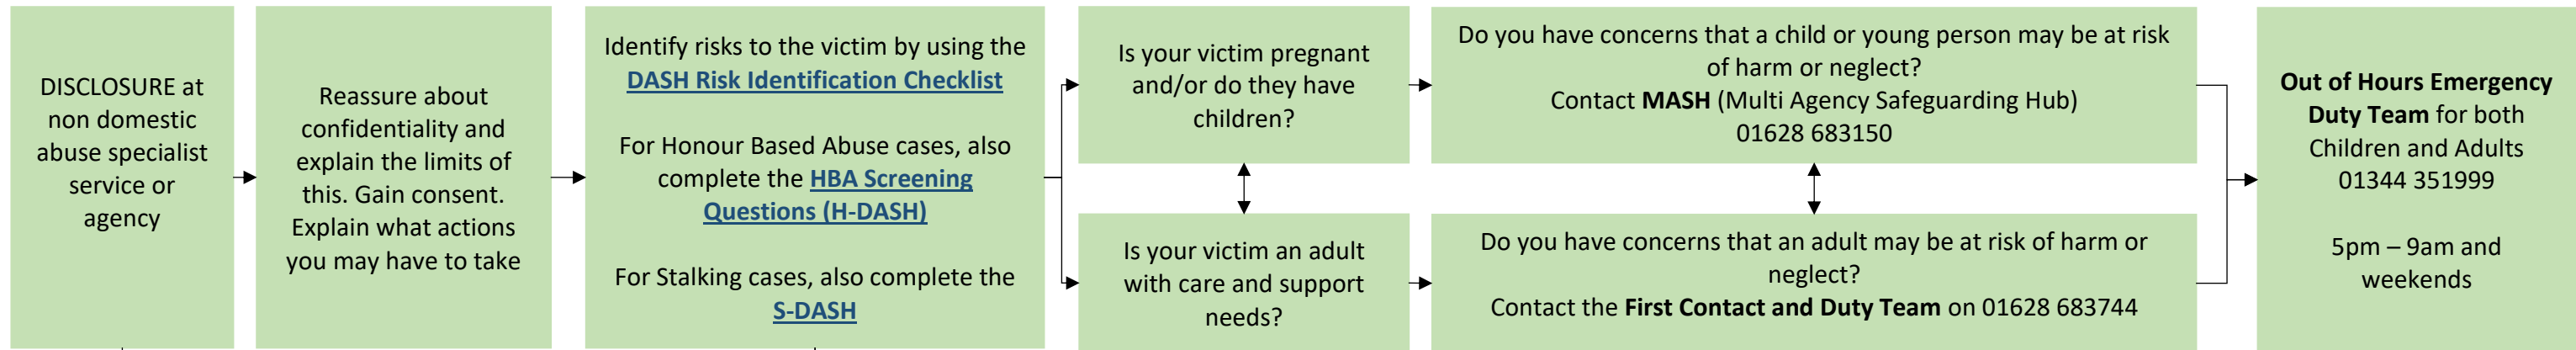 DISCLOSURE at
non domestic
abuse specialist
service or
agency
Reassure about
confidentiality and
explain the limits of
this. Gain consent.
Explain what actions
you may have to take
Identify risks to the victim by using the
DASH Risk Identification Checklist
For Honour Based Abuse cases, also
complete the HBA Screening
Questions (H-DASH)
For Stalking cases, also complete the
S-DASH
Is your victim pregnant
and/or do they have
children?
Do you have concerns that a child or young person may be at risk
of harm or neglect?
Contact MASH (Multi Agency Safeguarding Hub)
01628 683150
Is your victim an adult
with care and support
needs?
Do you have concerns that an adult may be at risk of harm or
neglect?
Contact the First Contact and Duty Team on 01628 683744
Out of Hours Emergency
Duty Team for both
Children and Adults
01344 351999
5pm – 9am and
weekends